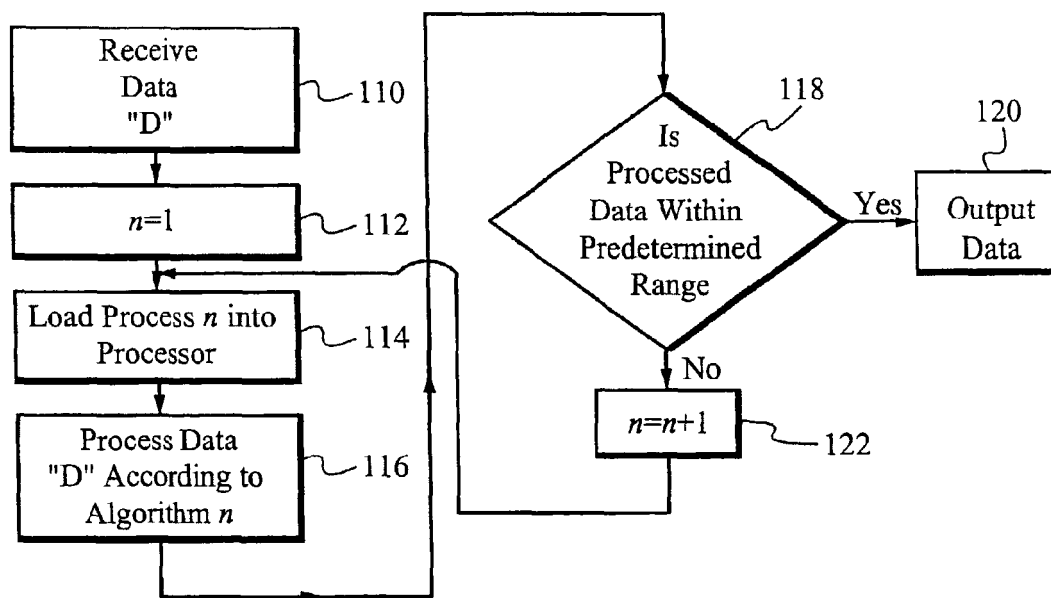 Receive
Data
"D"
110
n=1
112
Load Process n into
Processor
114
Process Data
"D" According to
Algorithm n
116
Is
Processed
Data Within
Predetermined
Range
118
Yes
120
Output
Data
No
n=n+1
122